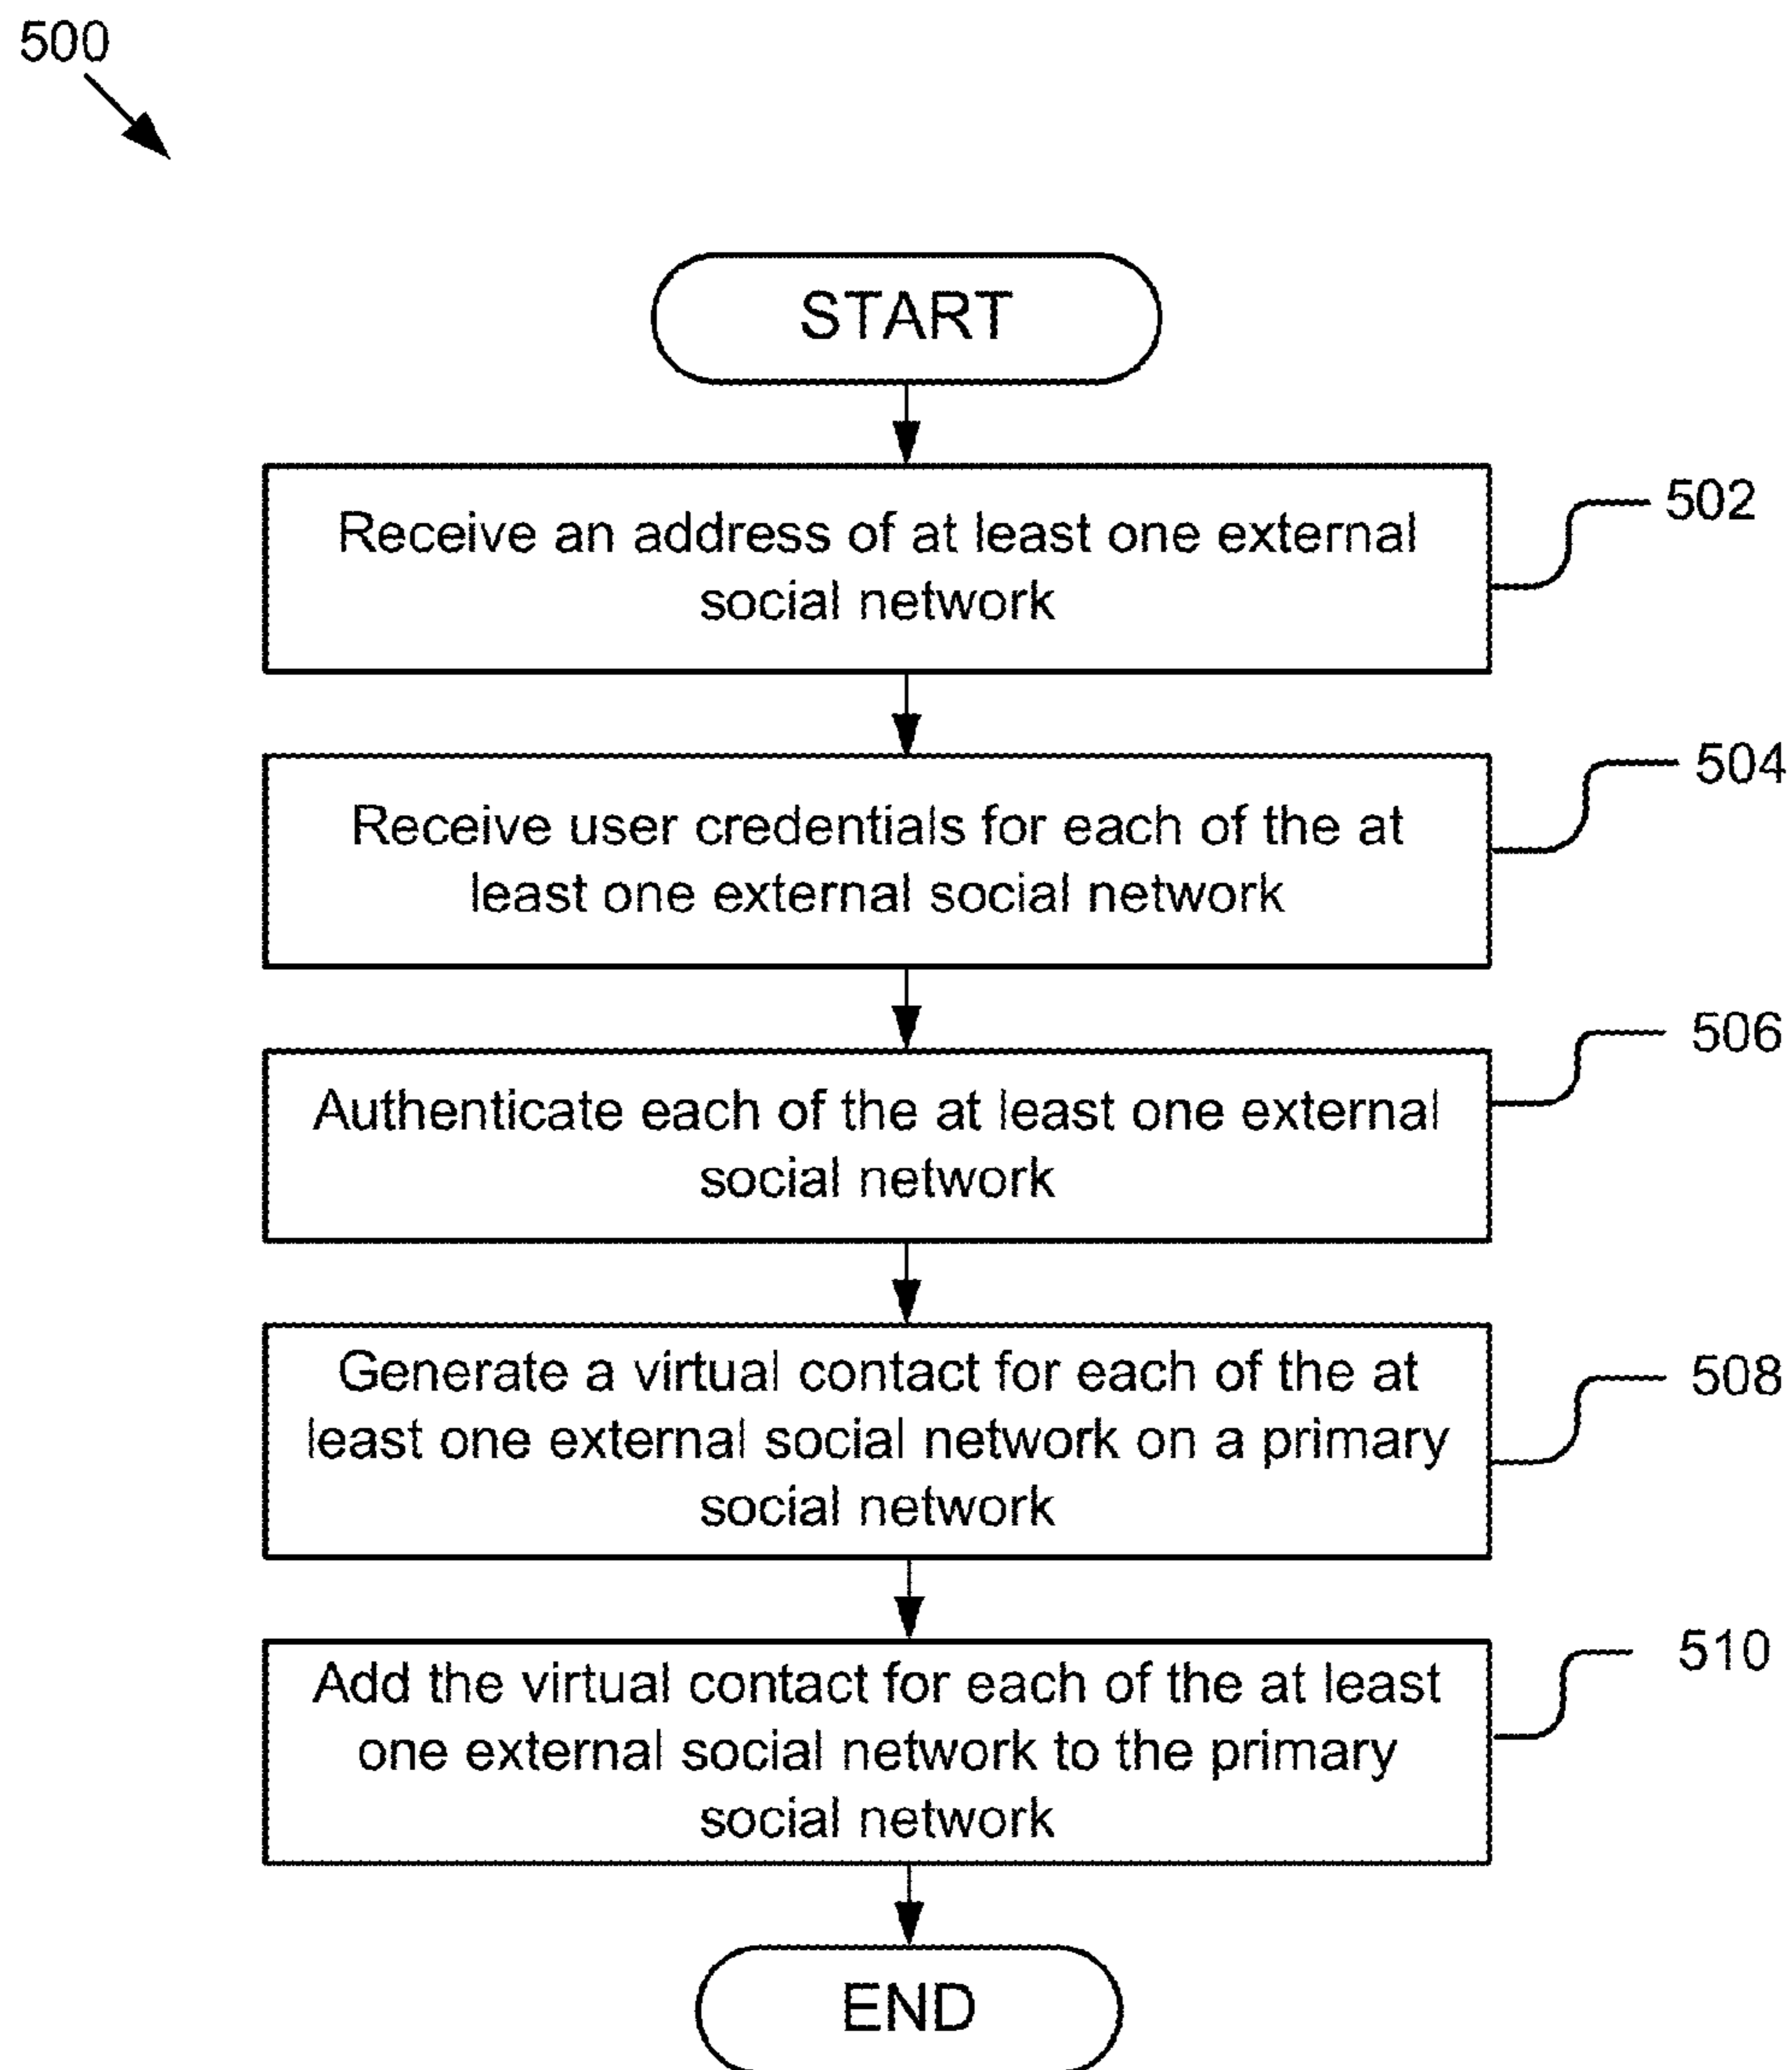 500
START
Receive an address of at least one external
social network
502
Receive user credentials for each of the at
least one external social network
504
Authenticate each of the at least one external
social network
506
Generate a virtual contact for each of the at
least one external social network on a primary
social network
508
Add the virtual contact for each of the at least
one external social network to the primary
social network
510
END